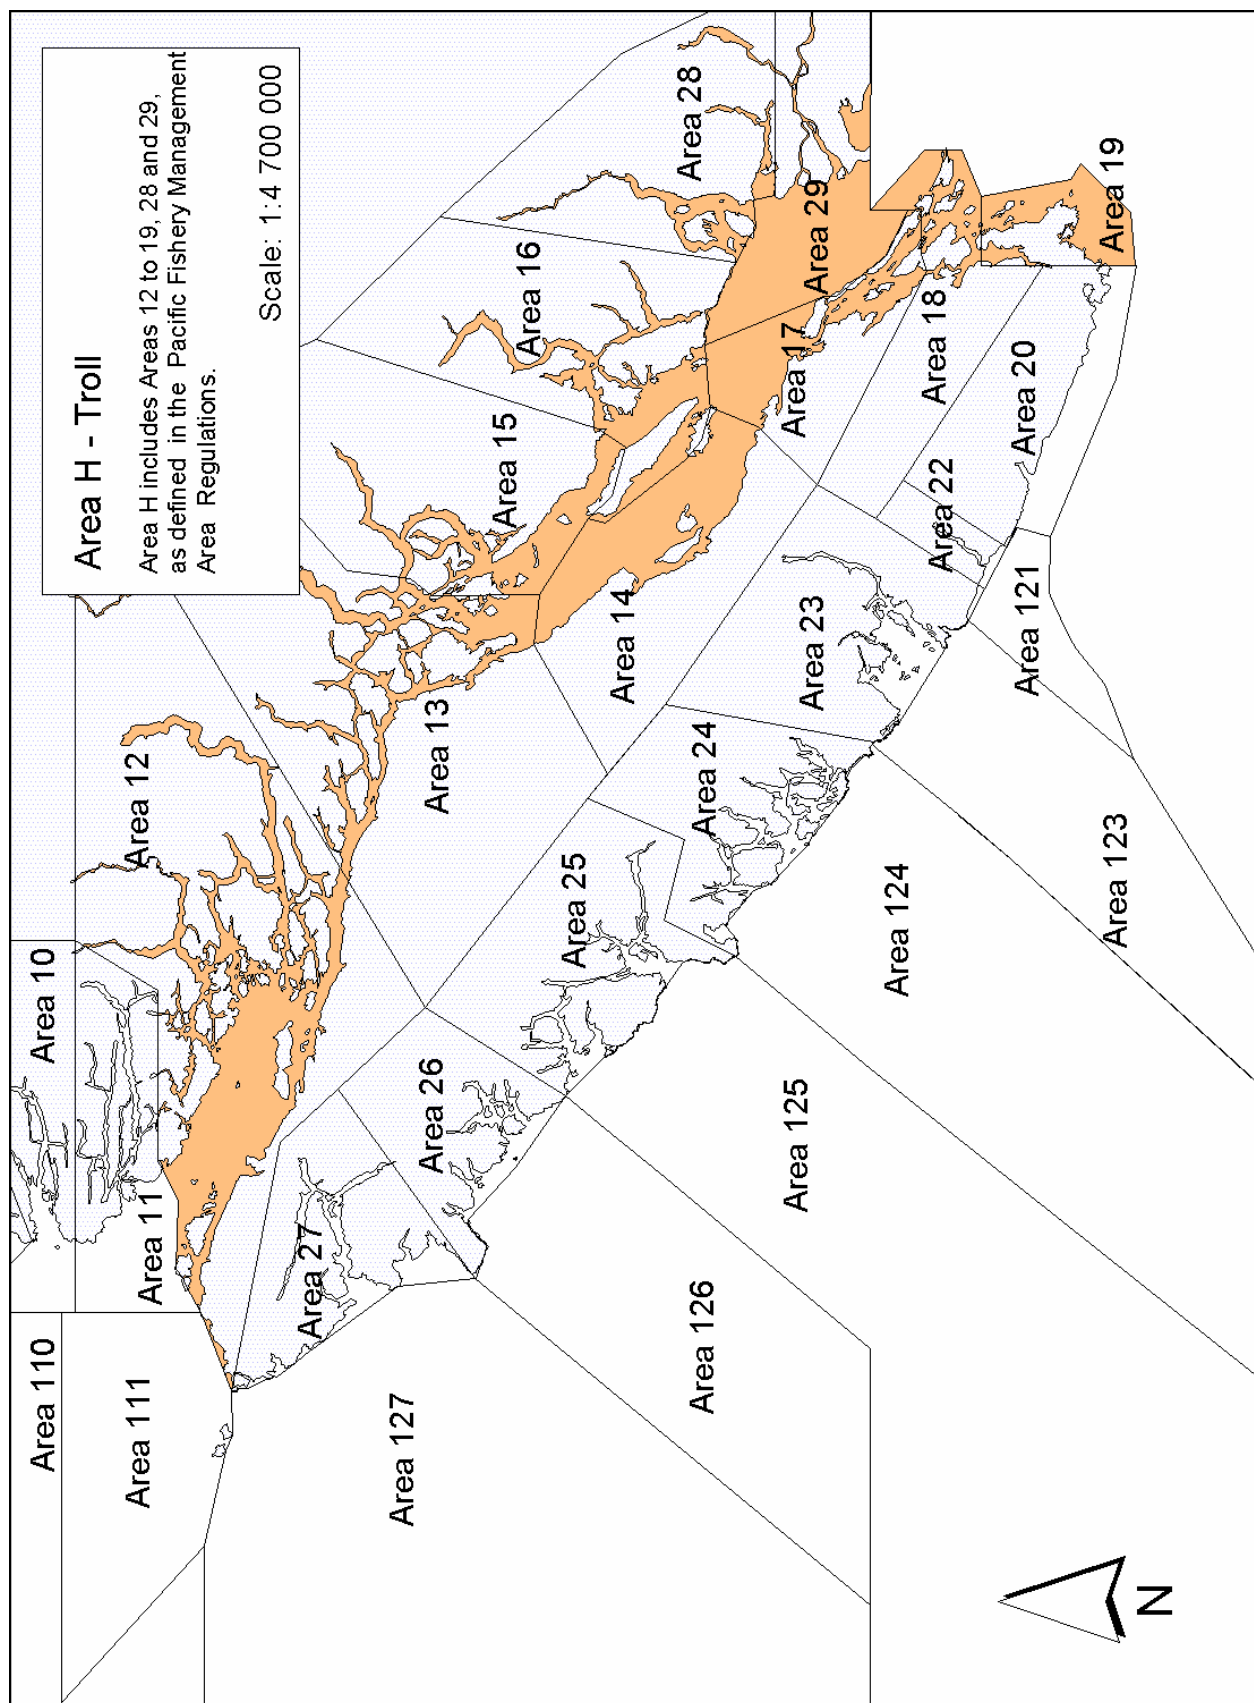 Area H - Troll
Area H includes Areas 12 to 19, 28 and 29,
as defined in the Pacific Fishery Management
Area Regulations.
Scale: 1:4 700 000
Area 110
Area 111
Area 10
Area 11
Area 12
Area 127
Area 27
Area 26
Area 13
Area 15
Area 16
Area 28
Area 25
Area 14
Area 126
Area 24
Area 125
Area 23
Area 17
Area 29
Area 124
Area 22
Area 18
Area 20
Area 121
Area 123
Area 19
N